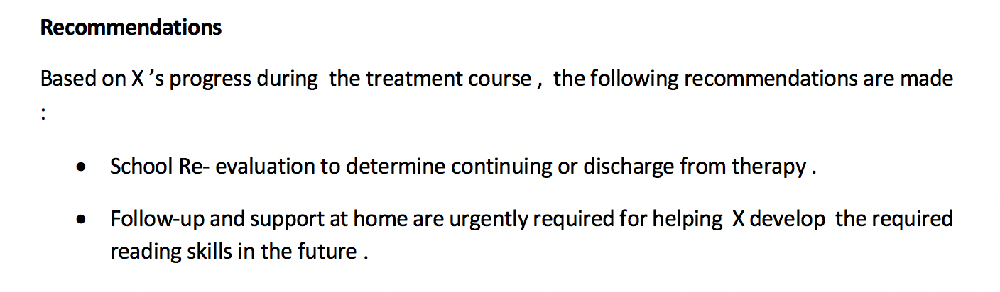 Recommendations
Based on X 's progress during  the treatment course ,  the following recommendations are made
:
• School Re- evaluation to determine continuing or discharge from therapy .
• Follow-up and support at home are urgently required for helping  X develop  the required
reading skills in the future .